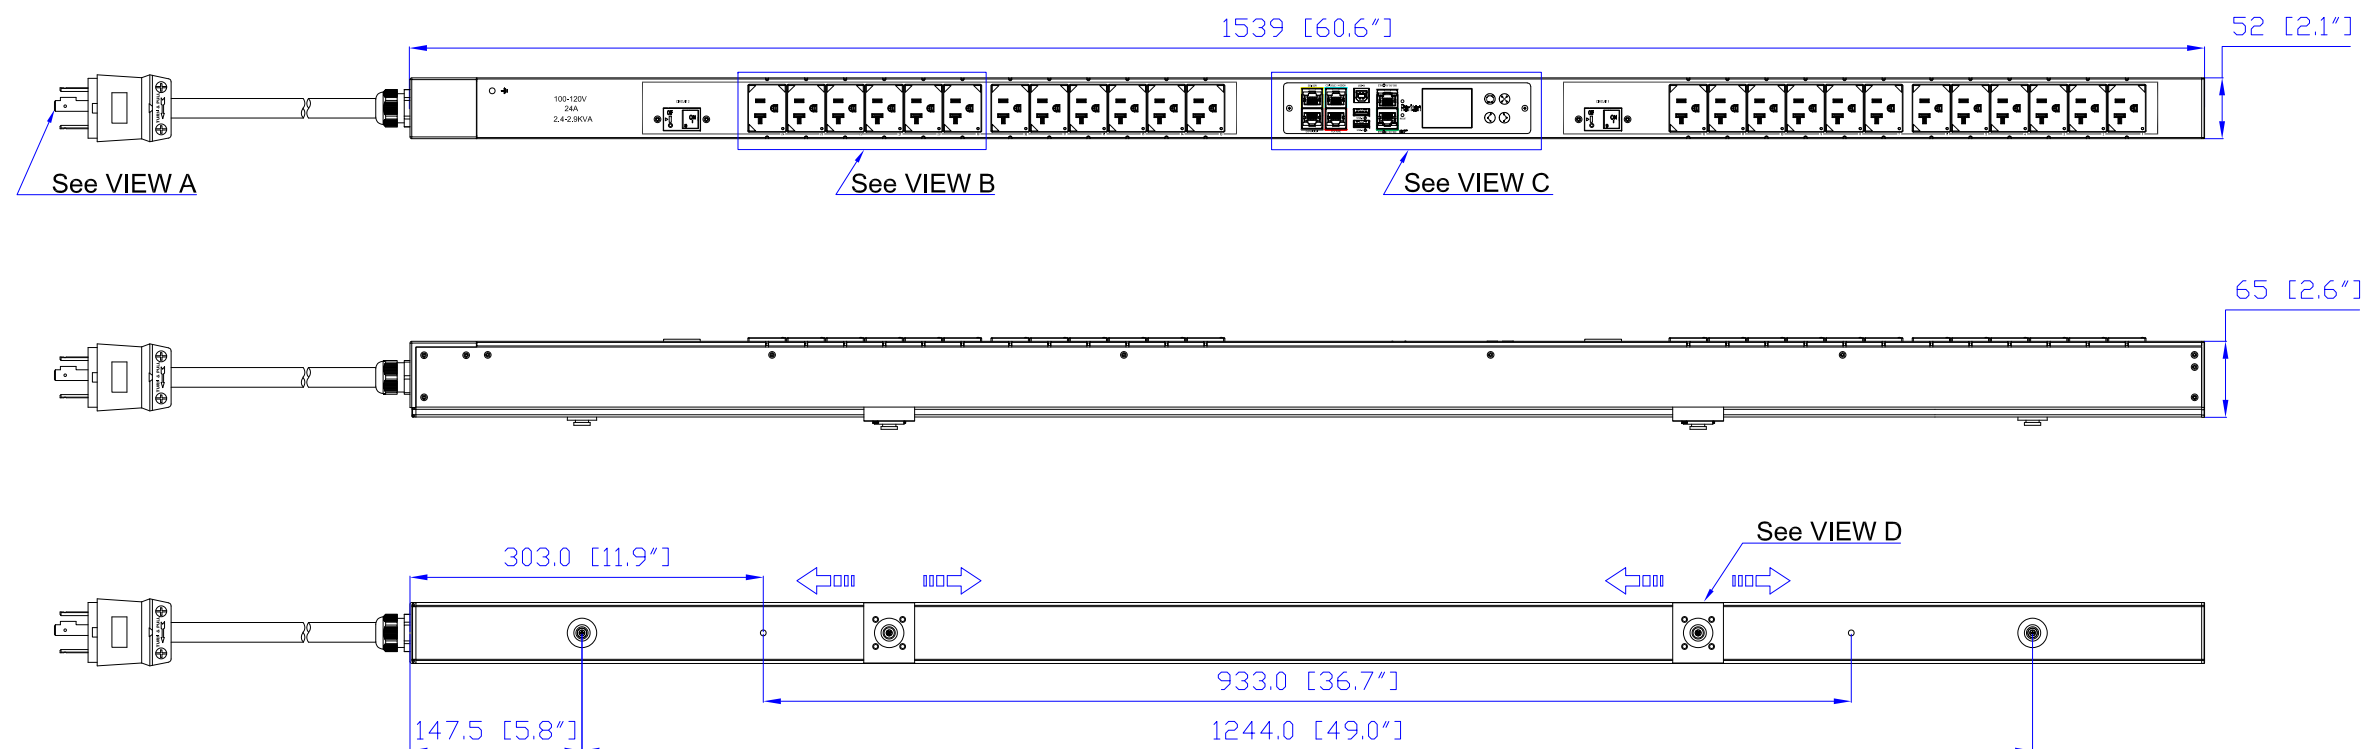 1539 [60.6″]
52 [2.1″]
100-120V
24A
2.4-2.9KVA
See VIEW A
See VIEW B
See VIEW C
65 [2.6″]
See VIEW D
303.0 [11.9″]
933.0 [36.7″]
147.5 [5.8″]
1244.0 [49.0″]